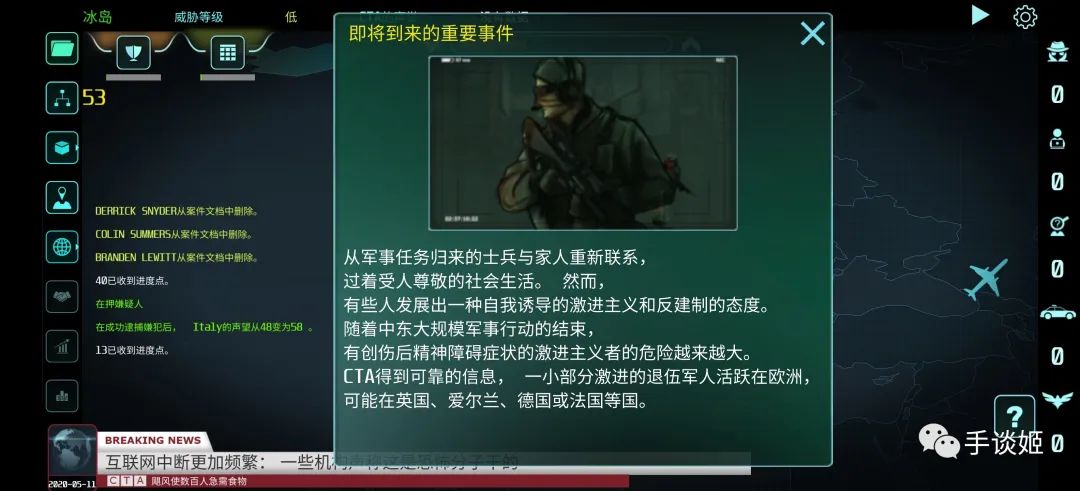 冰岛
威胁等级
低
即将到来的重要事件
53
DERRICK SNYDER从案件文档中删除。
COLIN SUMMERS从案件文档中删除。
BRANDEN LEWITT从案件文档中删除。
40已收到进度点。
在押嫌疑人
在成功逮捕嫌犯后， Italy的声望从48变为58 。
13已收到进度点。
从军事任务归来的士兵与家人重新联系，
过着受人尊敬的社会生活。 然而，
有些人发展出一种自我诱导的激进主义和反建制的态度。
随着中东大规模军事行动的结束，
有创伤后精神障碍症状的激进主义者的危险越来越大。
CTA得到可靠的信息， 一小部分激进的退伍军人活跃在欧洲，
可能在英国、爱尔兰、德国或法国等国。
0
0
0
0
0
0
?
手谈姬
BREAKING NEWS
互联网中断更加频繁： 一些机构声称这是恐怖分子干的
2020-05-11
CTA 飓风使数百人急需食物